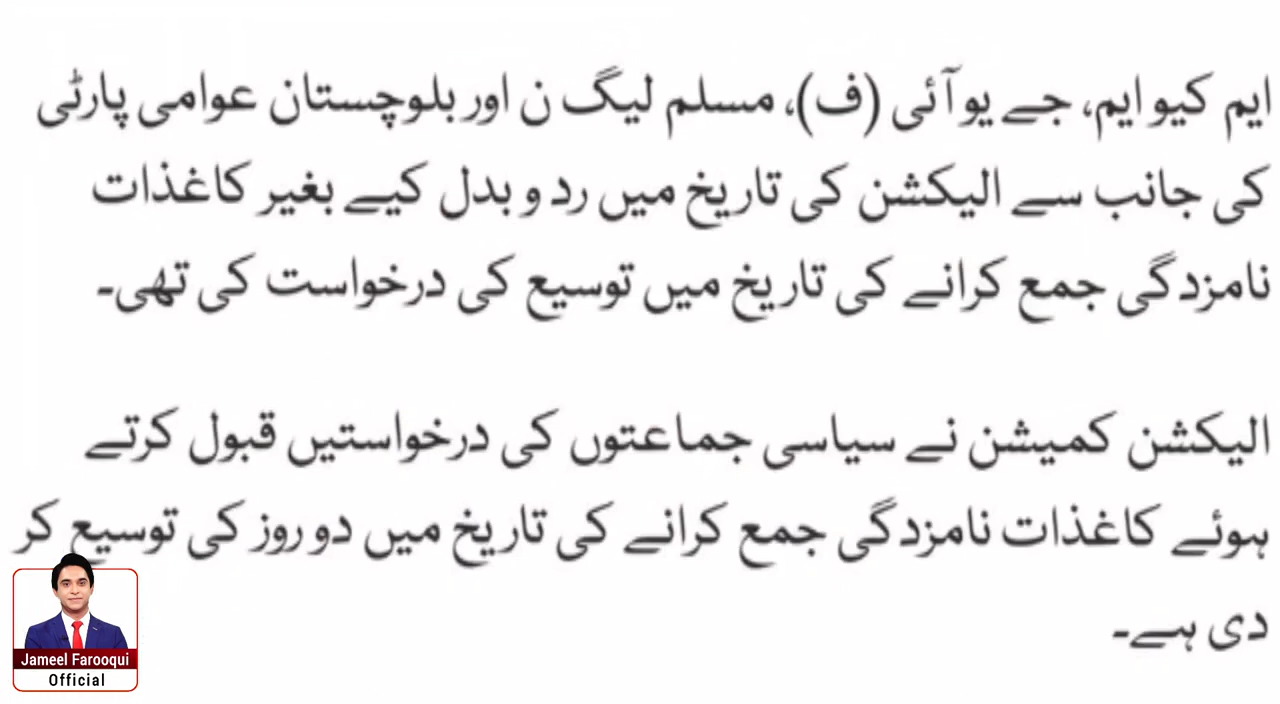 ایم کیو ایم، جے یو آئی (ف)، مسلم لیگ ن اور بلوچستان عوامی پارٹی
کی جانب سے الیکشن کی تاریخ میں رد و بدل کیے بغیر کاغذات
نامزدگی جمع کرانے کی تاریخ میں توسیع کی درخواست کی تھی۔
الیکشن کمیشن نے سیاسی جماعتوں کی درخواستیں قبول کرتے
ہوئے کاغذات نامزدگی جمع کرانے کی تاریخ میں دو روز کی توسیع کر
دی ہے۔
Jameel Farooqui
Official